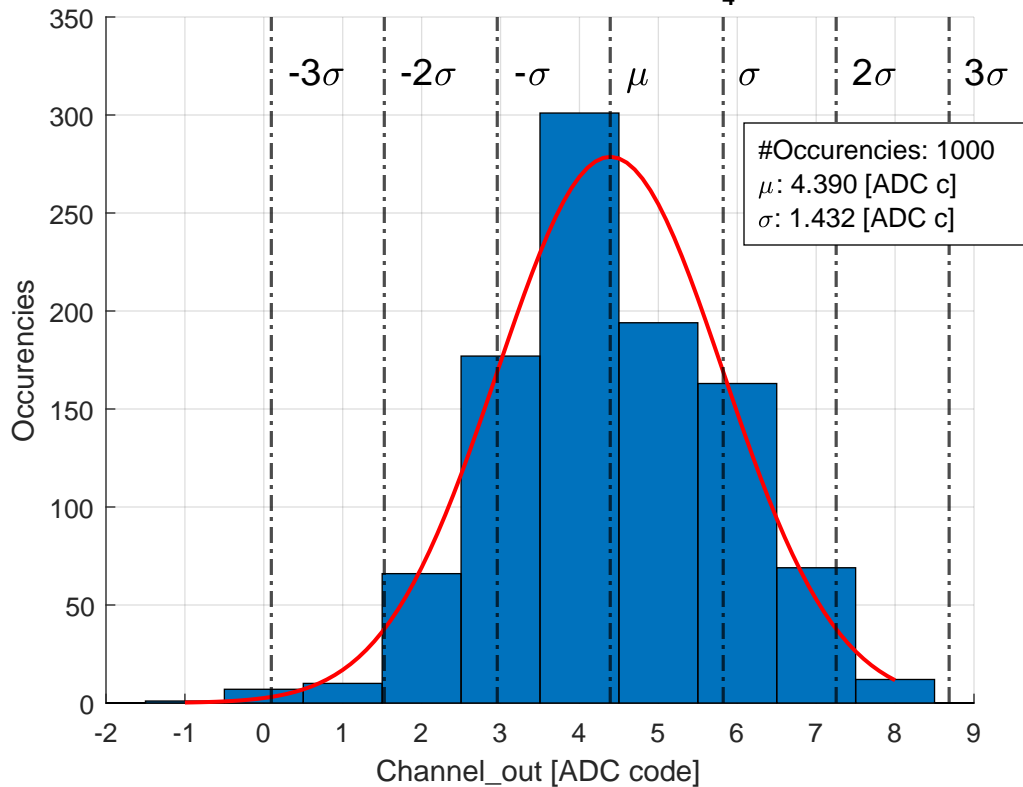 4
350
300
250
200
150
100
50
0
Occurencies
-3σ
-2σ
-σ
μ
σ
2σ
3σ
#Occurencies: 1000
μ: 4.390 [ADC c]
σ: 1.432 [ADC c]
-2 -1 0 1 2 3 4 5 6 7 8 9
Channel_out [ADC code]